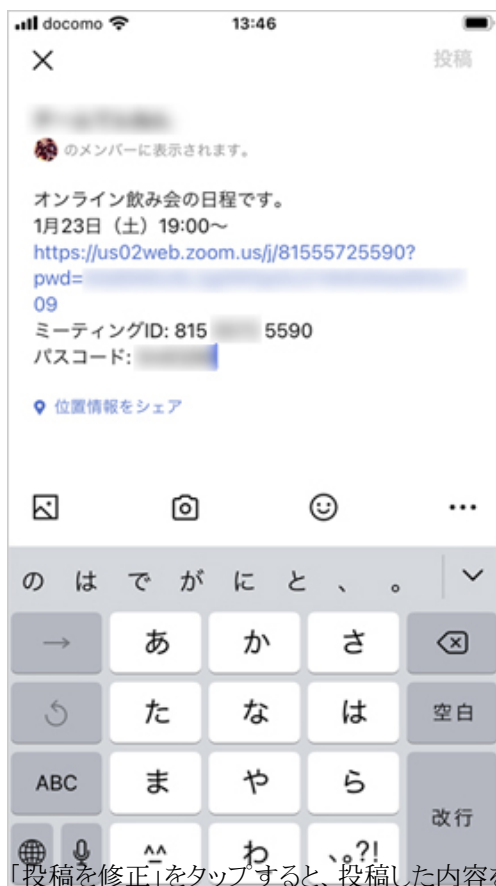 docomo 13:46
投稿
のメンバーに表示されます。
オンライン飲み会の日程です。
1月23日（土）19:00～
https://us02web.zoom.us/j/81555725590?
pwd=
09
ミーティングID: 815 5590
パスコード:
位置情報をシェア
の は で が に と 、 。
→ あ か さ
た な は 空白
ABC ま や ら
改行
^^ わ 、。?!
「投稿を修正」をタップすると、投稿した内容を